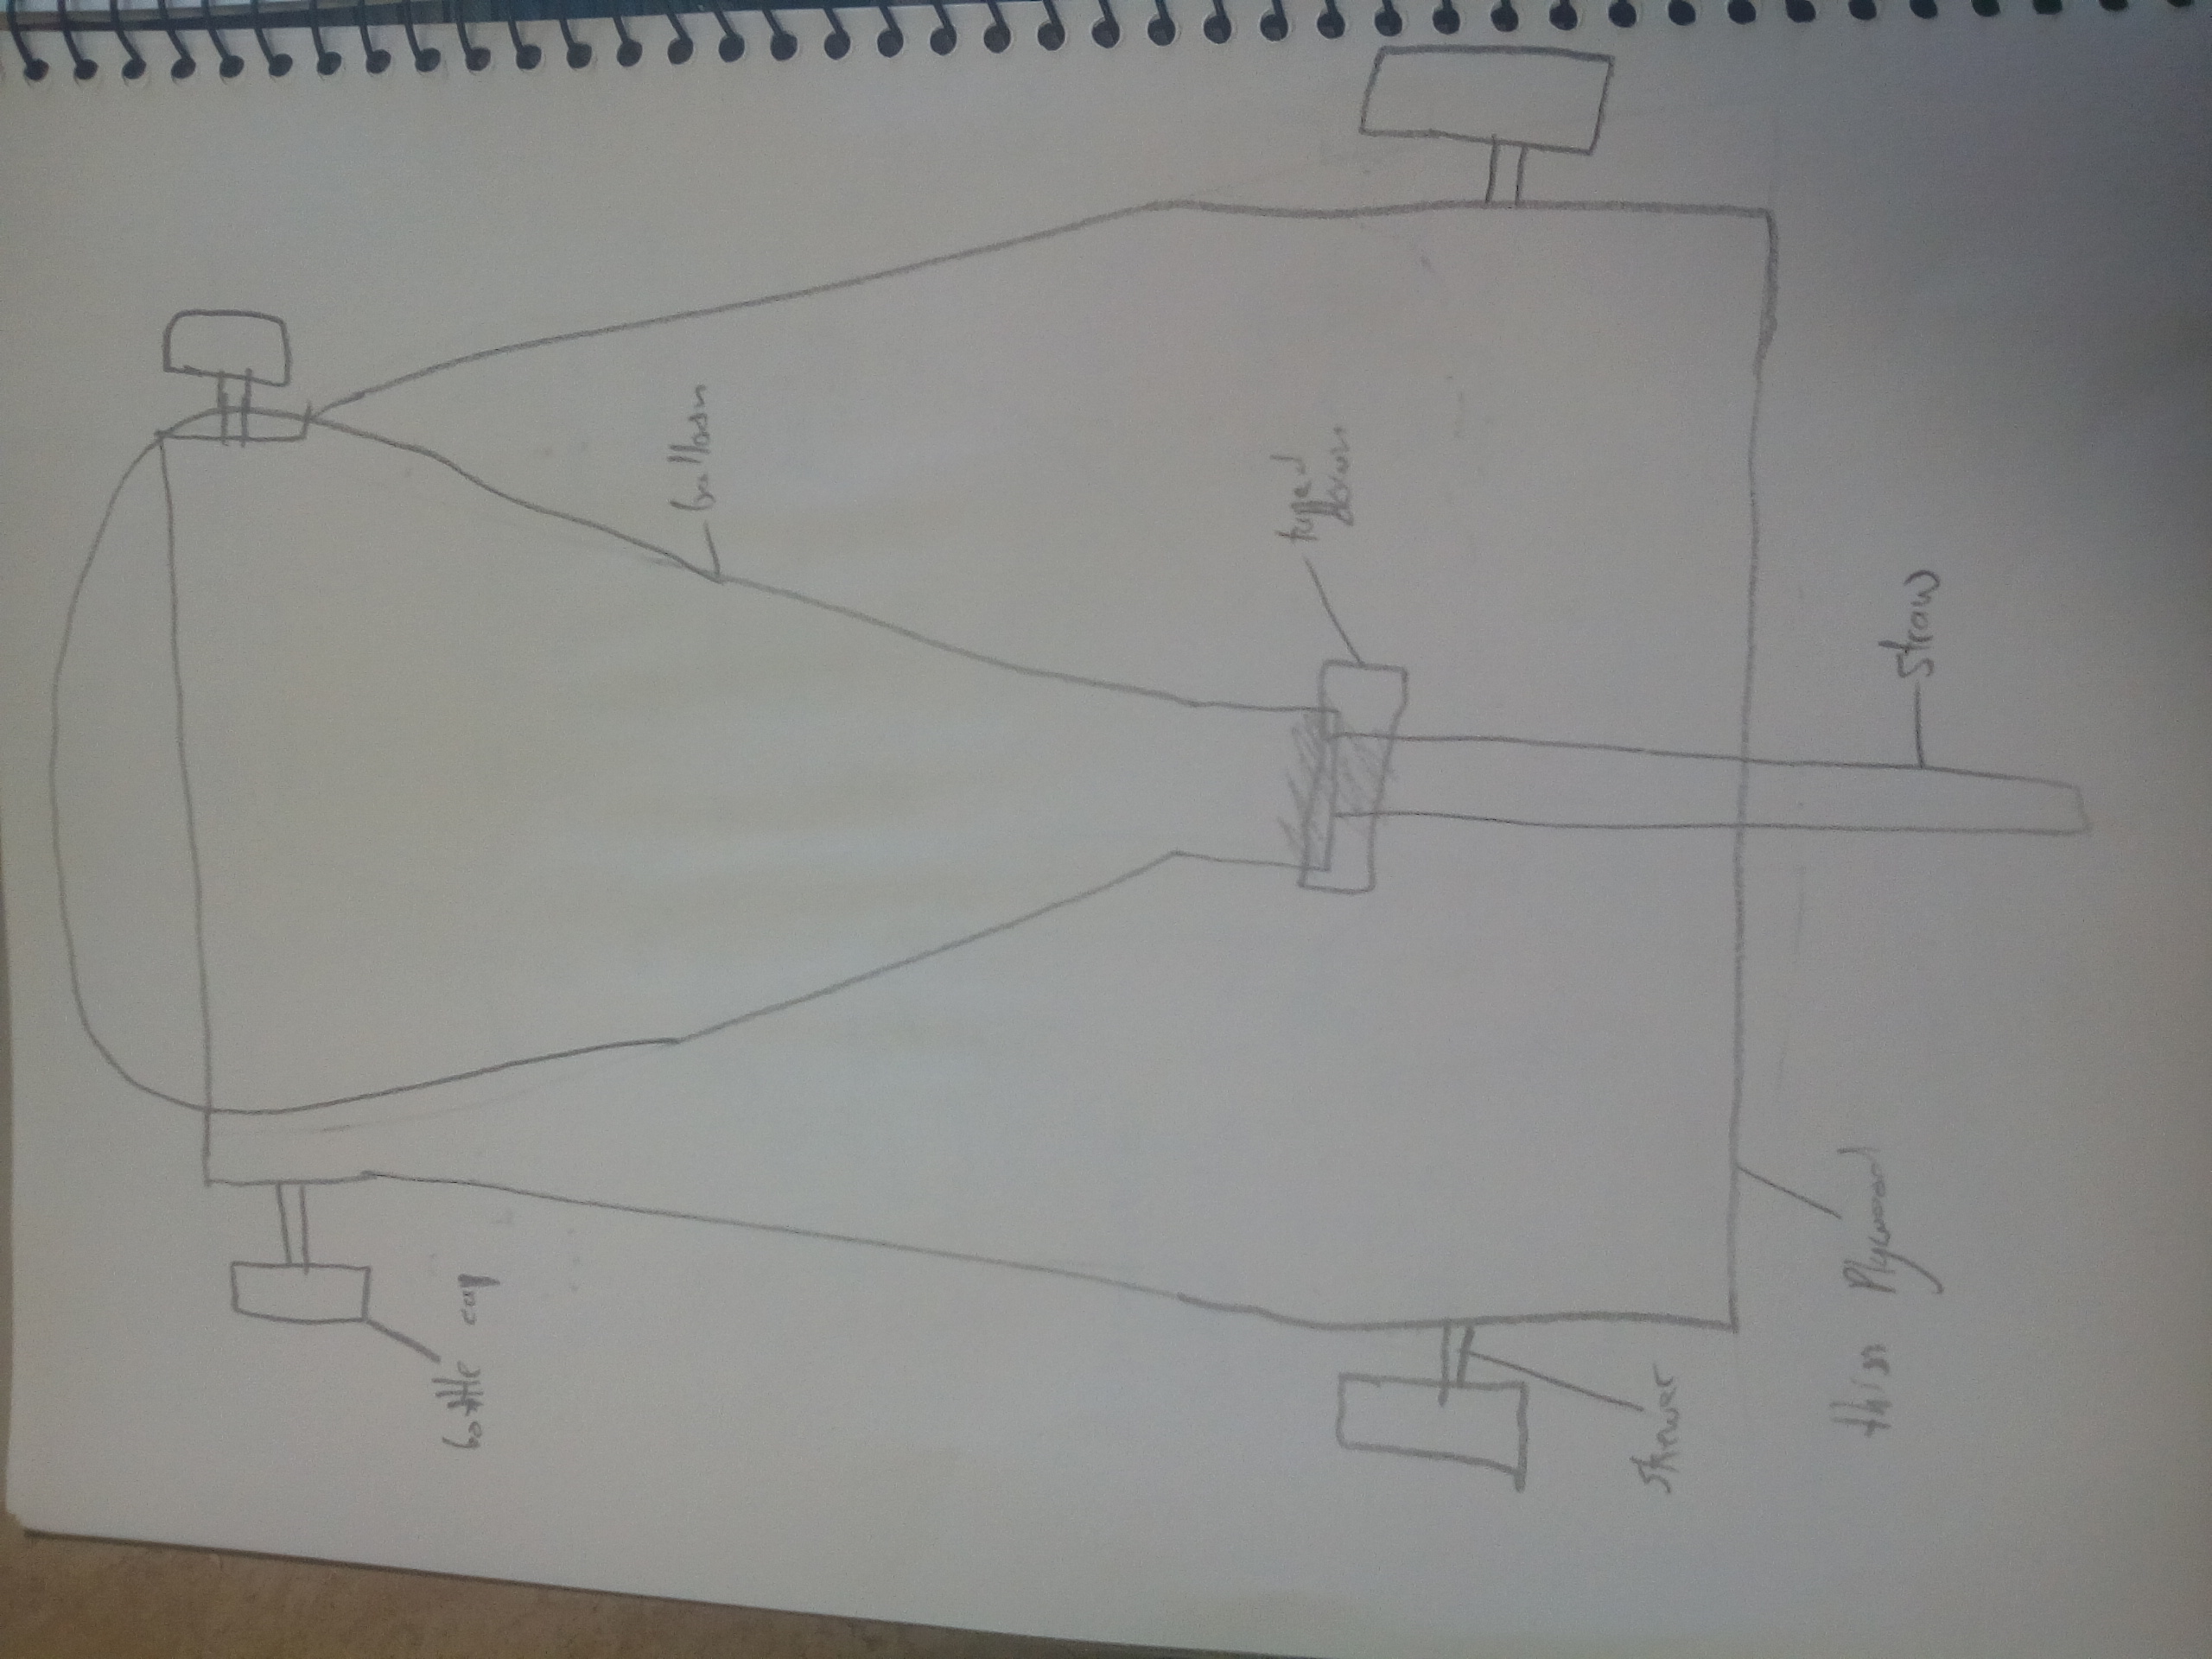 balloon
taped
down
straw
bottle cap
skewer
thin Plywood